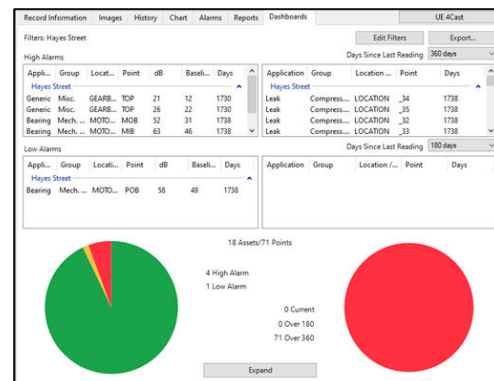 Record Information Images History Chart Alarms Reports Dashboards UE 4Cast
Filters: Hayes Street Edit Filters Export...
High Alarms Days Since Last Reading 360 days
Appli... Group Locat... Point dB Baseli... Days
Hayes Street
Generic Misc. GEARB... TOP 21 12 1730
Generic Misc. GEARB... TOP 26 22 1730
Bearing Mech. ... MOTO... MOB 52 31 1738
Bearing Mech. ... MOTO... MIB 63 46 1738
Application Group Location ... Point Days
Hayes Street
Leak Compress... LOCATION _34 1738
Leak Compress... LOCATION _35 1738
Leak Compress... LOCATION _32 1738
Leak Compress... LOCATION _33 1738
Low Alarms Days Since Last Reading 180 days
Appli... Group Locati... Point dB Baseli... Days
Hayes Street
Bearing Mech. ... MOTO... POB 58 49 1738
Application Group Location /... Point Days
18 Assets/71 Points
4 High Alarm
1 Low Alarm
0 Current
0 Over 180
71 Over 360
Expand